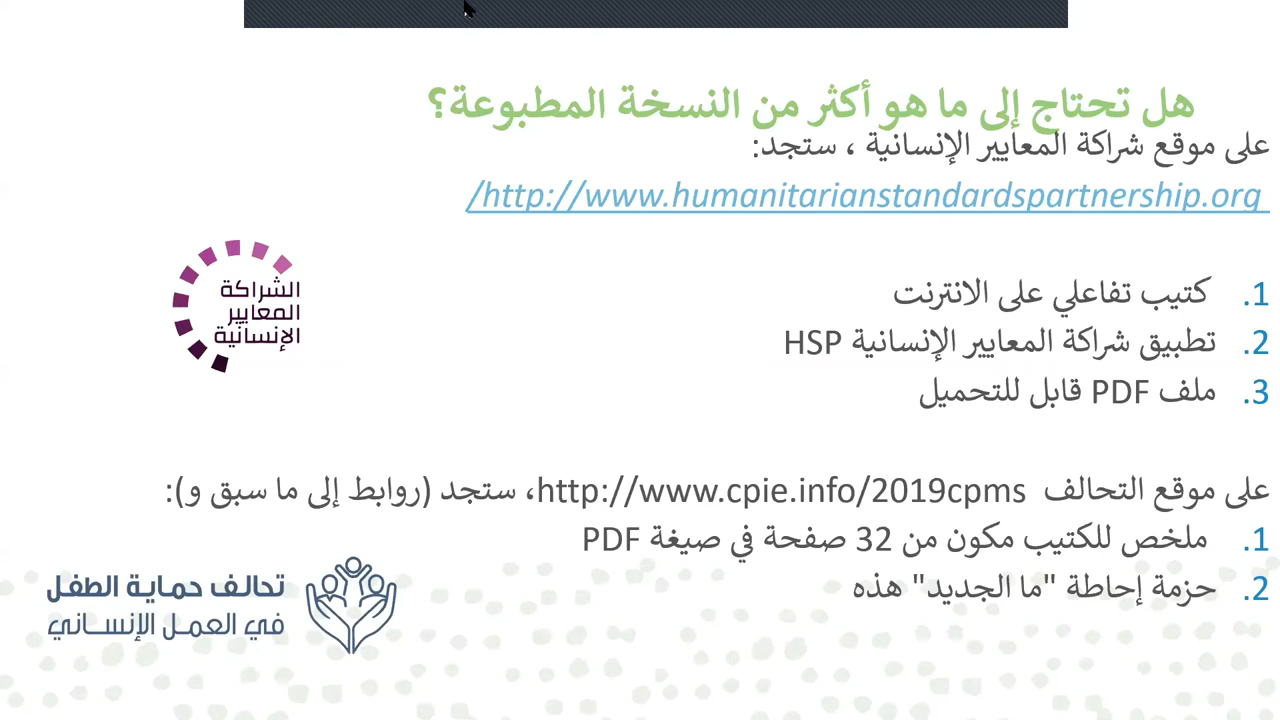 هل تحتاج إلى ما هو أكثر من النسخة المطبوعة؟
على موقع شراكة المعايير الإنسانية ، ستجد:
http://www.humanitarianstandardspartnership.org/
الشراكة
المعايير
الإنسانية
1. كتيب تفاعلي على الانترنت
2. تطبيق شراكة المعايير الإنسانية HSP
3. ملف PDF قابل للتحميل
على موقع التحالف http://www.cpie.info/2019cpms، ستجد (روابط إلى ما سبق و):
1. ملخص للكتيب مكون من 32 صفحة في صيغة PDF
2. حزمة إحاطة "ما الجديد" هذه
تحالف حماية الطفل
في العمل الإنساني